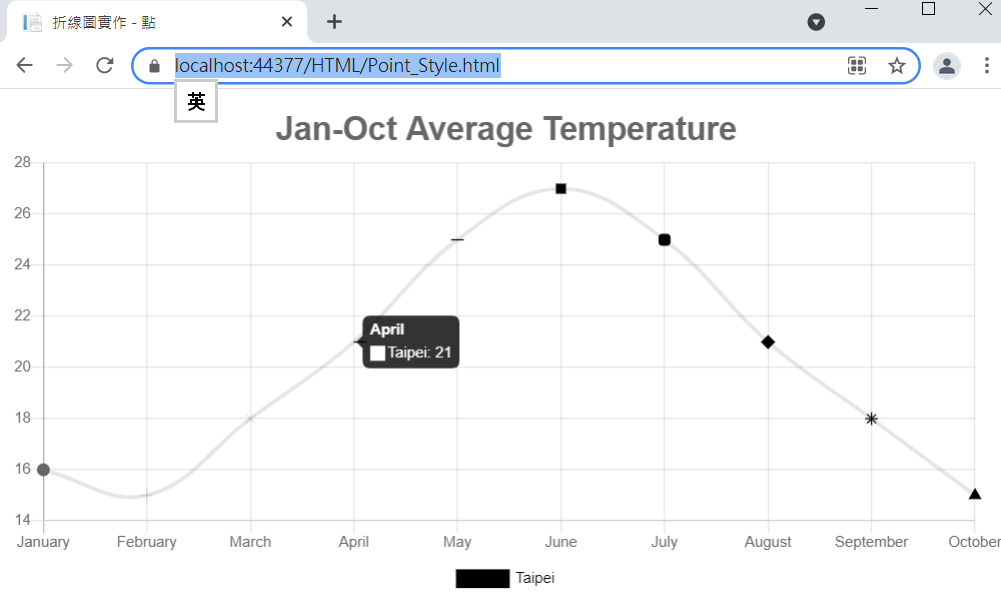 折線圖實作 - 點
localhost:44377/HTML/Point_Style.html
英
Jan-Oct Average Temperature
28
26
24
22
20
18
16
14
April
Taipei: 21
January February March April May June July August September October
Taipei